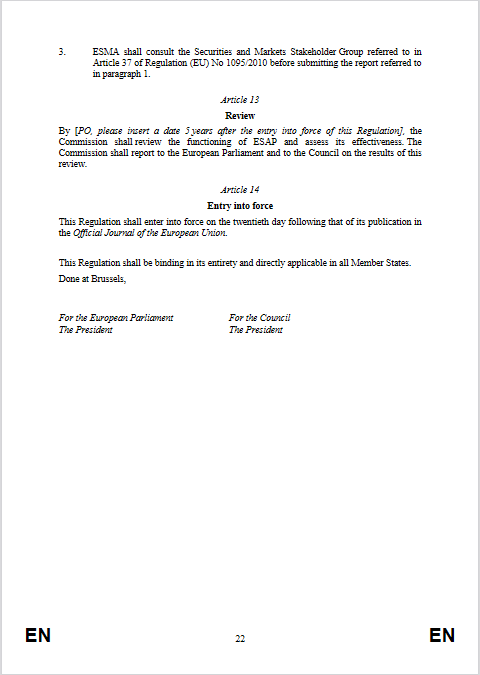 3. ESMA shall consult the Securities and Markets Stakeholder Group referred to in
Article 37 of Regulation (EU) No 1095/2010 before submitting the report referred to
in paragraph 1.
Article 13
Review
By [PO, please insert a date 5 years after the entry into force of this Regulation], the
Commission shall review the functioning of ESAP and assess its effectiveness. The
Commission shall report to the European Parliament and to the Council on the results of this
review.
Article 14
Entry into force
This Regulation shall enter into force on the twentieth day following that of its publication in
the Official Journal of the European Union.
This Regulation shall be binding in its entirety and directly applicable in all Member States.
Done at Brussels,
For the European Parliament For the Council
The President The President
EN 22 EN